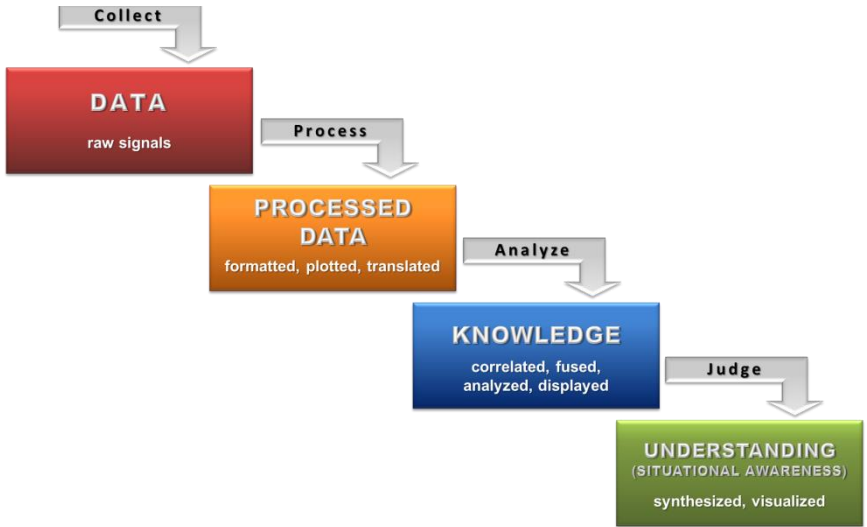 Collect
DATA
raw signals
Process
PROCESSED
DATA
formatted, plotted, translated
Analyze
KNOWLEDGE
correlated, fused,
analyzed, displayed
Judge
UNDERSTANDING
(SITUATIONAL AWARENESS)
synthesized, visualized